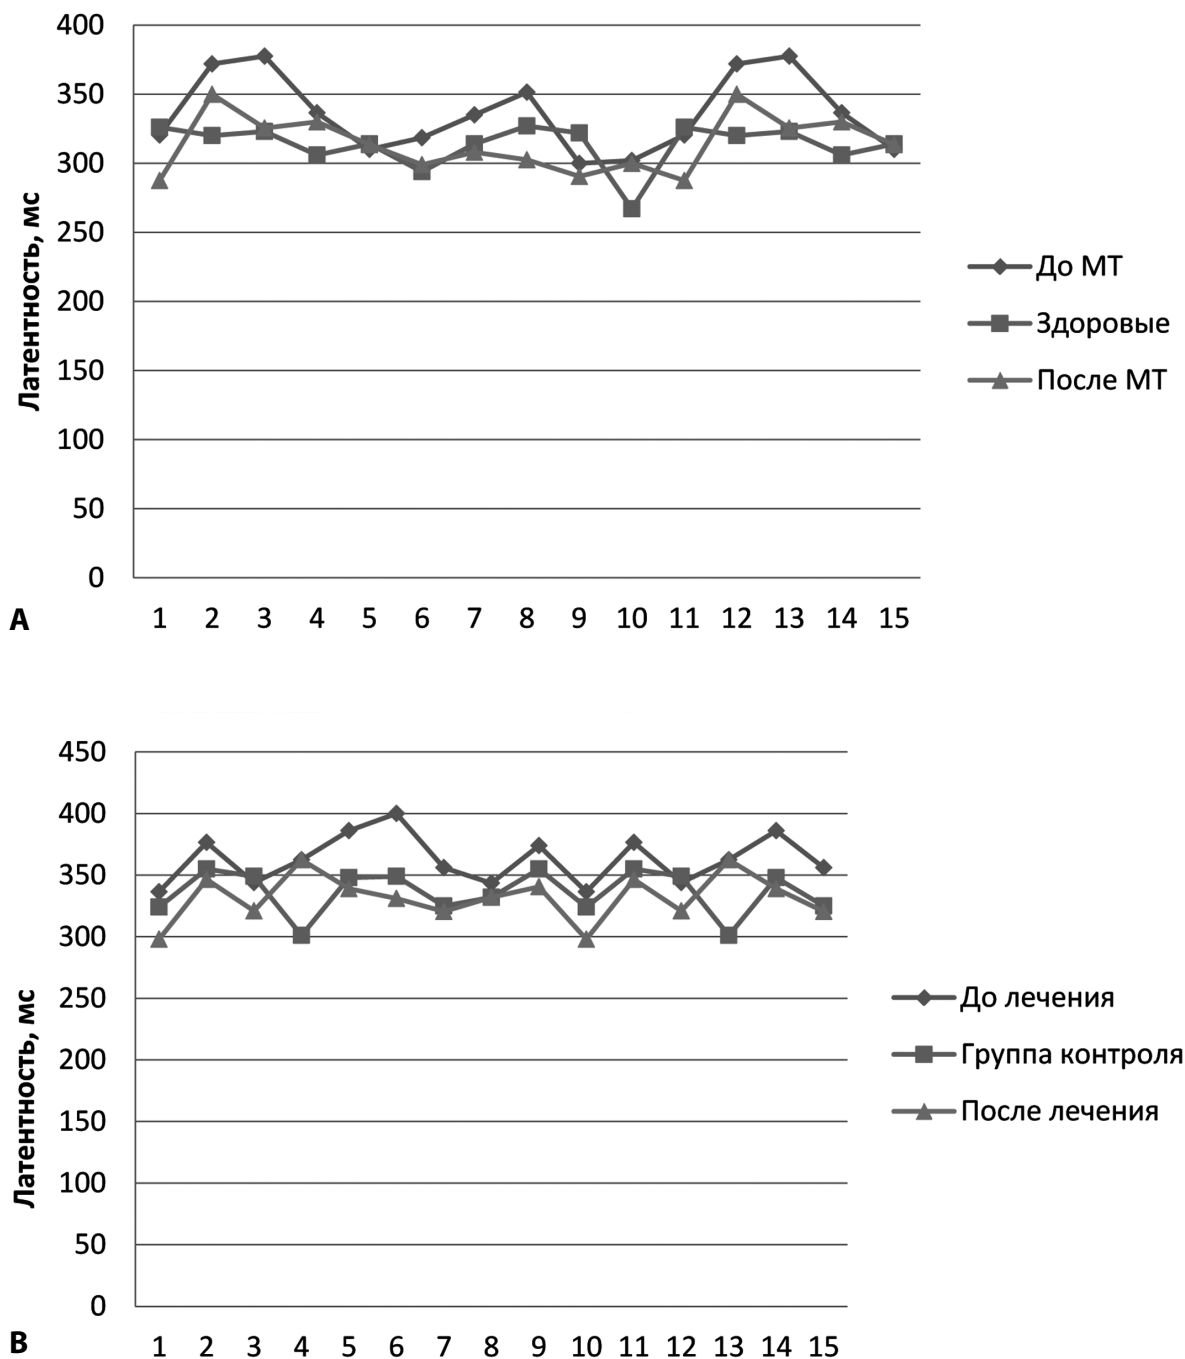 400
350
300
250
200
150
100
50
0
Латентность, мс
1 2 3 4 5 6 7 8 9 10 11 12 13 14 15
До МТ
Здоровые
После МТ
А
450
400
350
300
250
200
150
100
50
0
Латентность, мс
1 2 3 4 5 6 7 8 9 10 11 12 13 14 15
До лечения
Группа контроля
После лечения
В